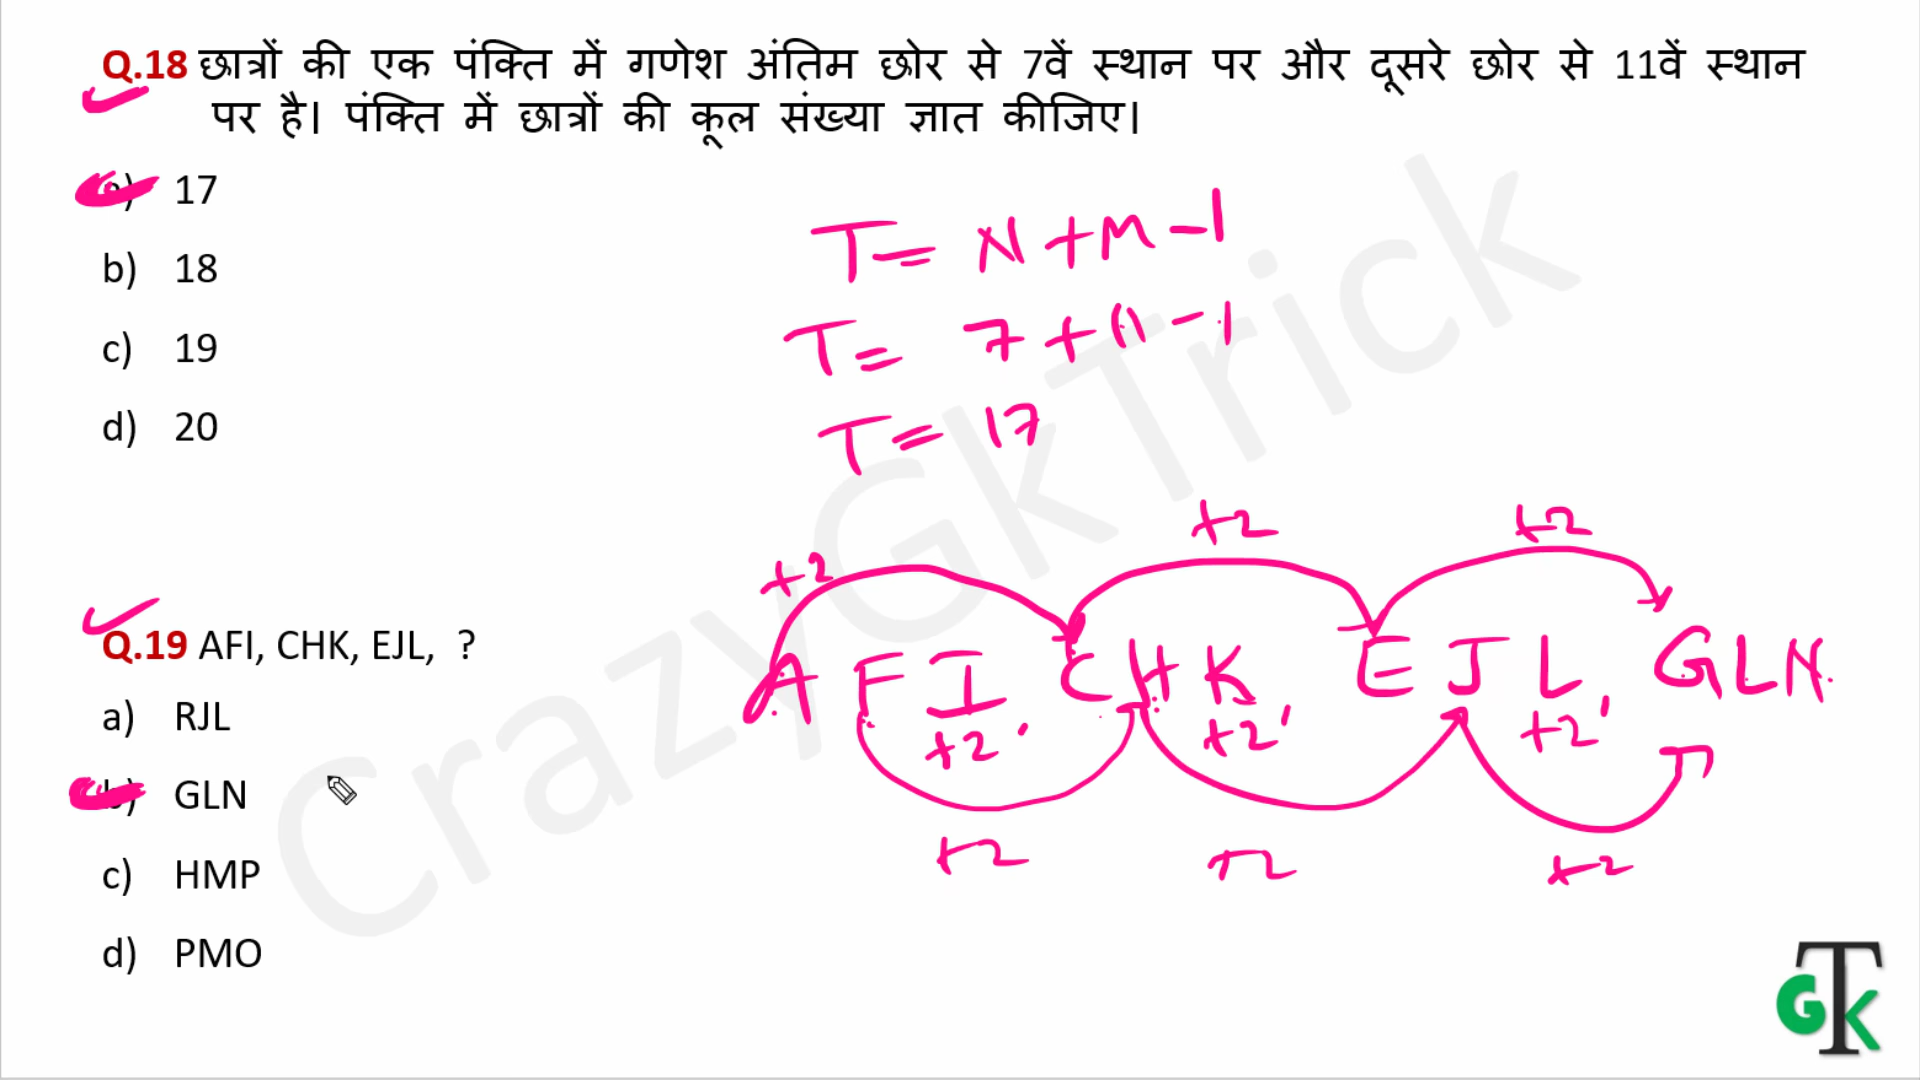 Q.18 छात्रों की एक पंक्ति में गणेश अंतिम छोर से 7वें स्थान पर और दूसरे छोर से 11वें स्थान
पर है। पंक्ति में छात्रों की कूल संख्या ज्ञात कीजिए।
17
b) 18
c) 19
d) 20
T= N+M-1
T= 7+11-1
T= 17
Q.19 AFI, CHK, EJL, ?
a) RJL
b) GLN
c) HMP
d) PMO
+2 +2 +2
AFI, CHK, EJL, GLN
+2 +2 +2
+2 +2 +2
CrazyGkTrick
GTK